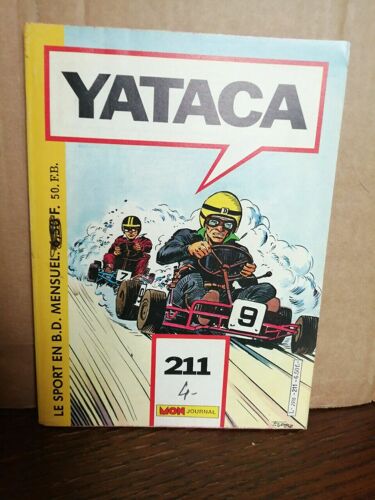 YATACA
LE SPORT EN B.D. MENSUEL. F. 50. F.B.
7
9
211
4-
MON JOURNAL